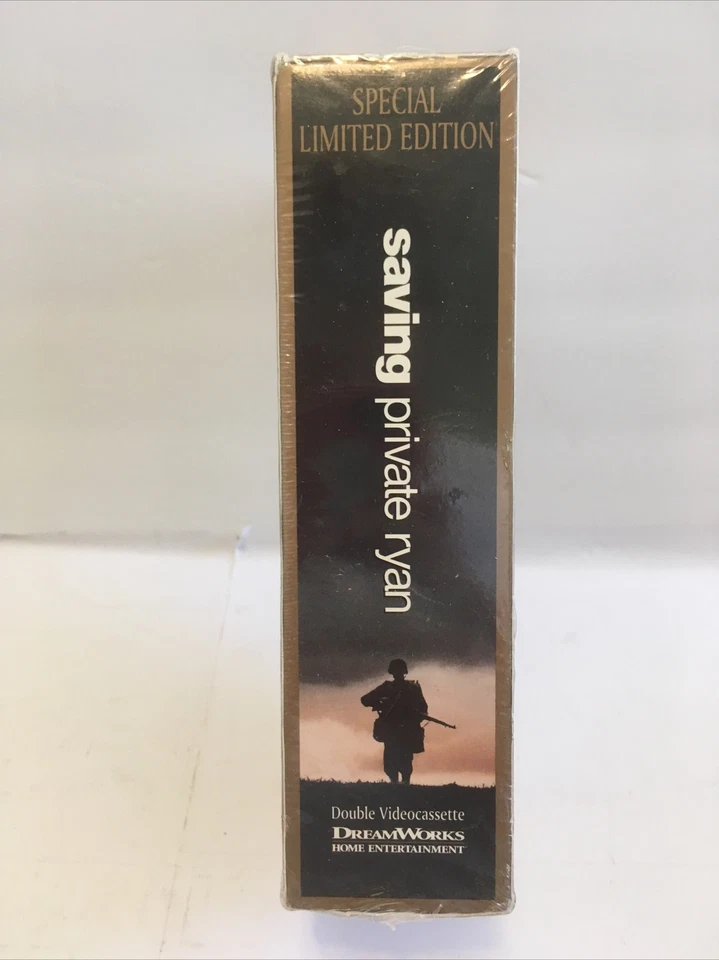 SPECIAL
LIMITED EDITION
saving private ryan
Double Videocassette
DREAMWORKS
HOME ENTERTAINMENT